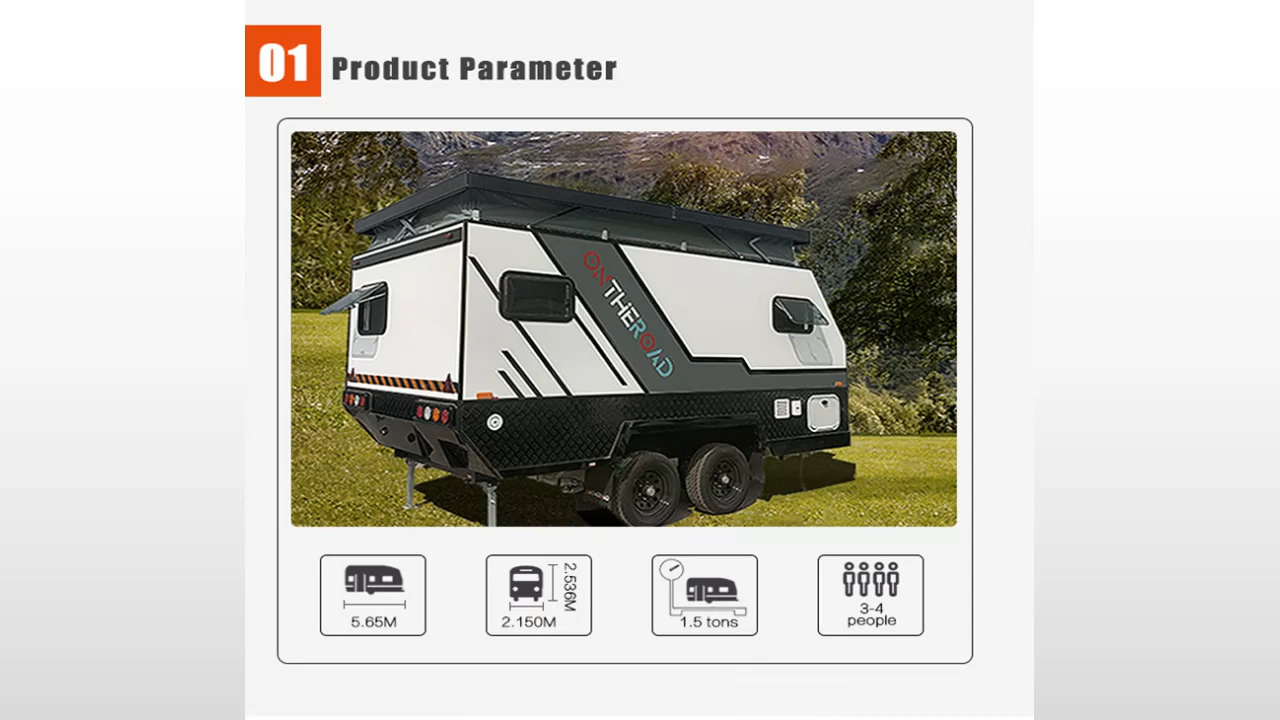 01 Product Parameter
ONTHEROAD
5.65M
2.536M
2.150M
1.5 tons
3-4
people